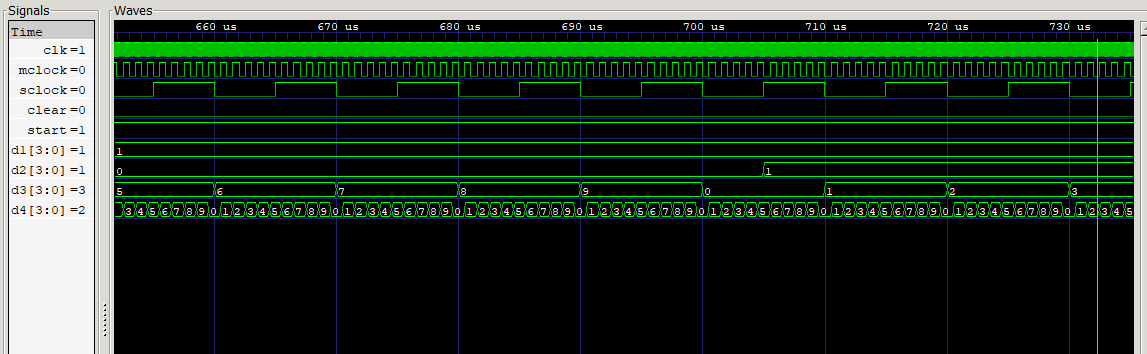 Signals Waves
Time 660 us 670 us 680 us 690 us 700 us 710 us 720 us 730 us
clk =1
mclock =0
sclock =0
clear =0
start =1
d1[3:0] =1 1
d2[3:0] =1 0 1
d3[3:0] =3 5 6 7 8 9 0 1 2 3
d4[3:0] =2 3 4 5 6 7 8 9 0 1 2 3 4 5 6 7 8 9 0 1 2 3 4 5 6 7 8 9 0 1 2 3 4 5 6 7 8 9 0 1 2 3 4 5 6 7 8 9 0 1 2 3 4 5 6 7 8 9 0 1 2 3 4 5 6 7 8 9 0 1 2 3 4 5 6 7 8 9 0 1 2 3 4 5